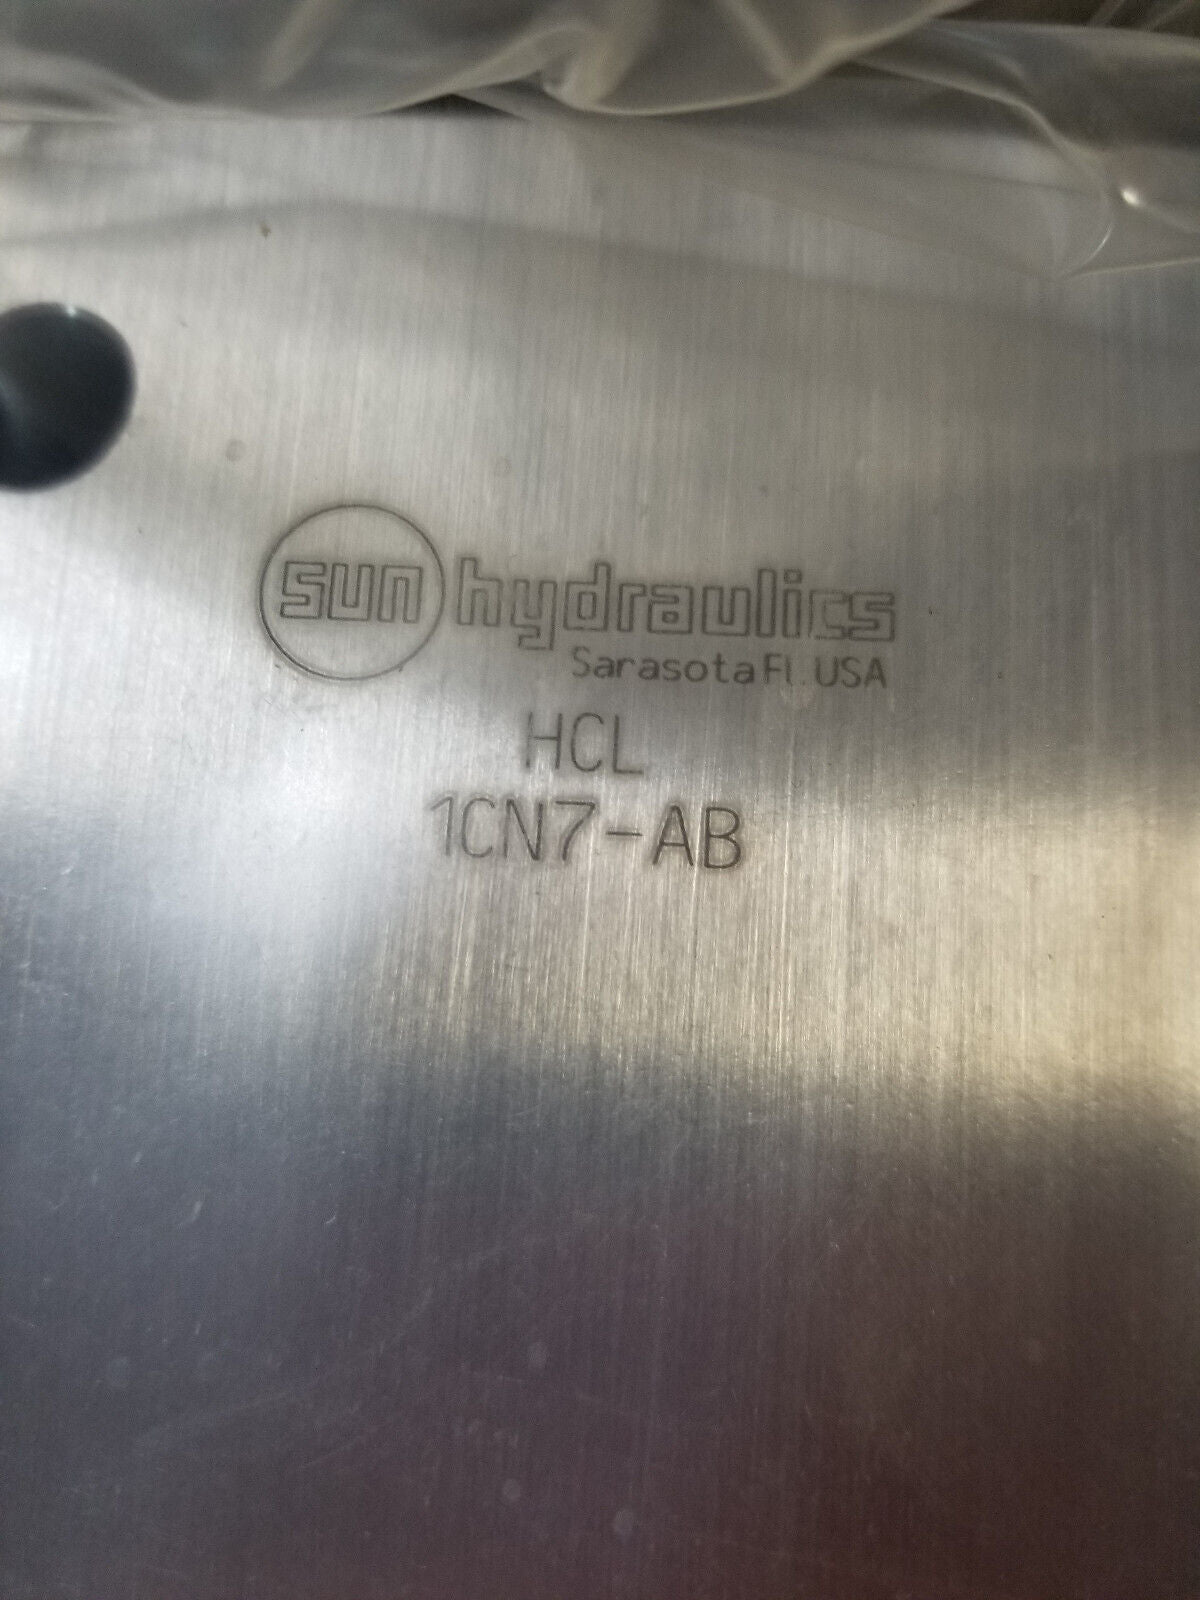 sun hydraulics
Sarasota Fl. USA
HCL
1CN7-AB